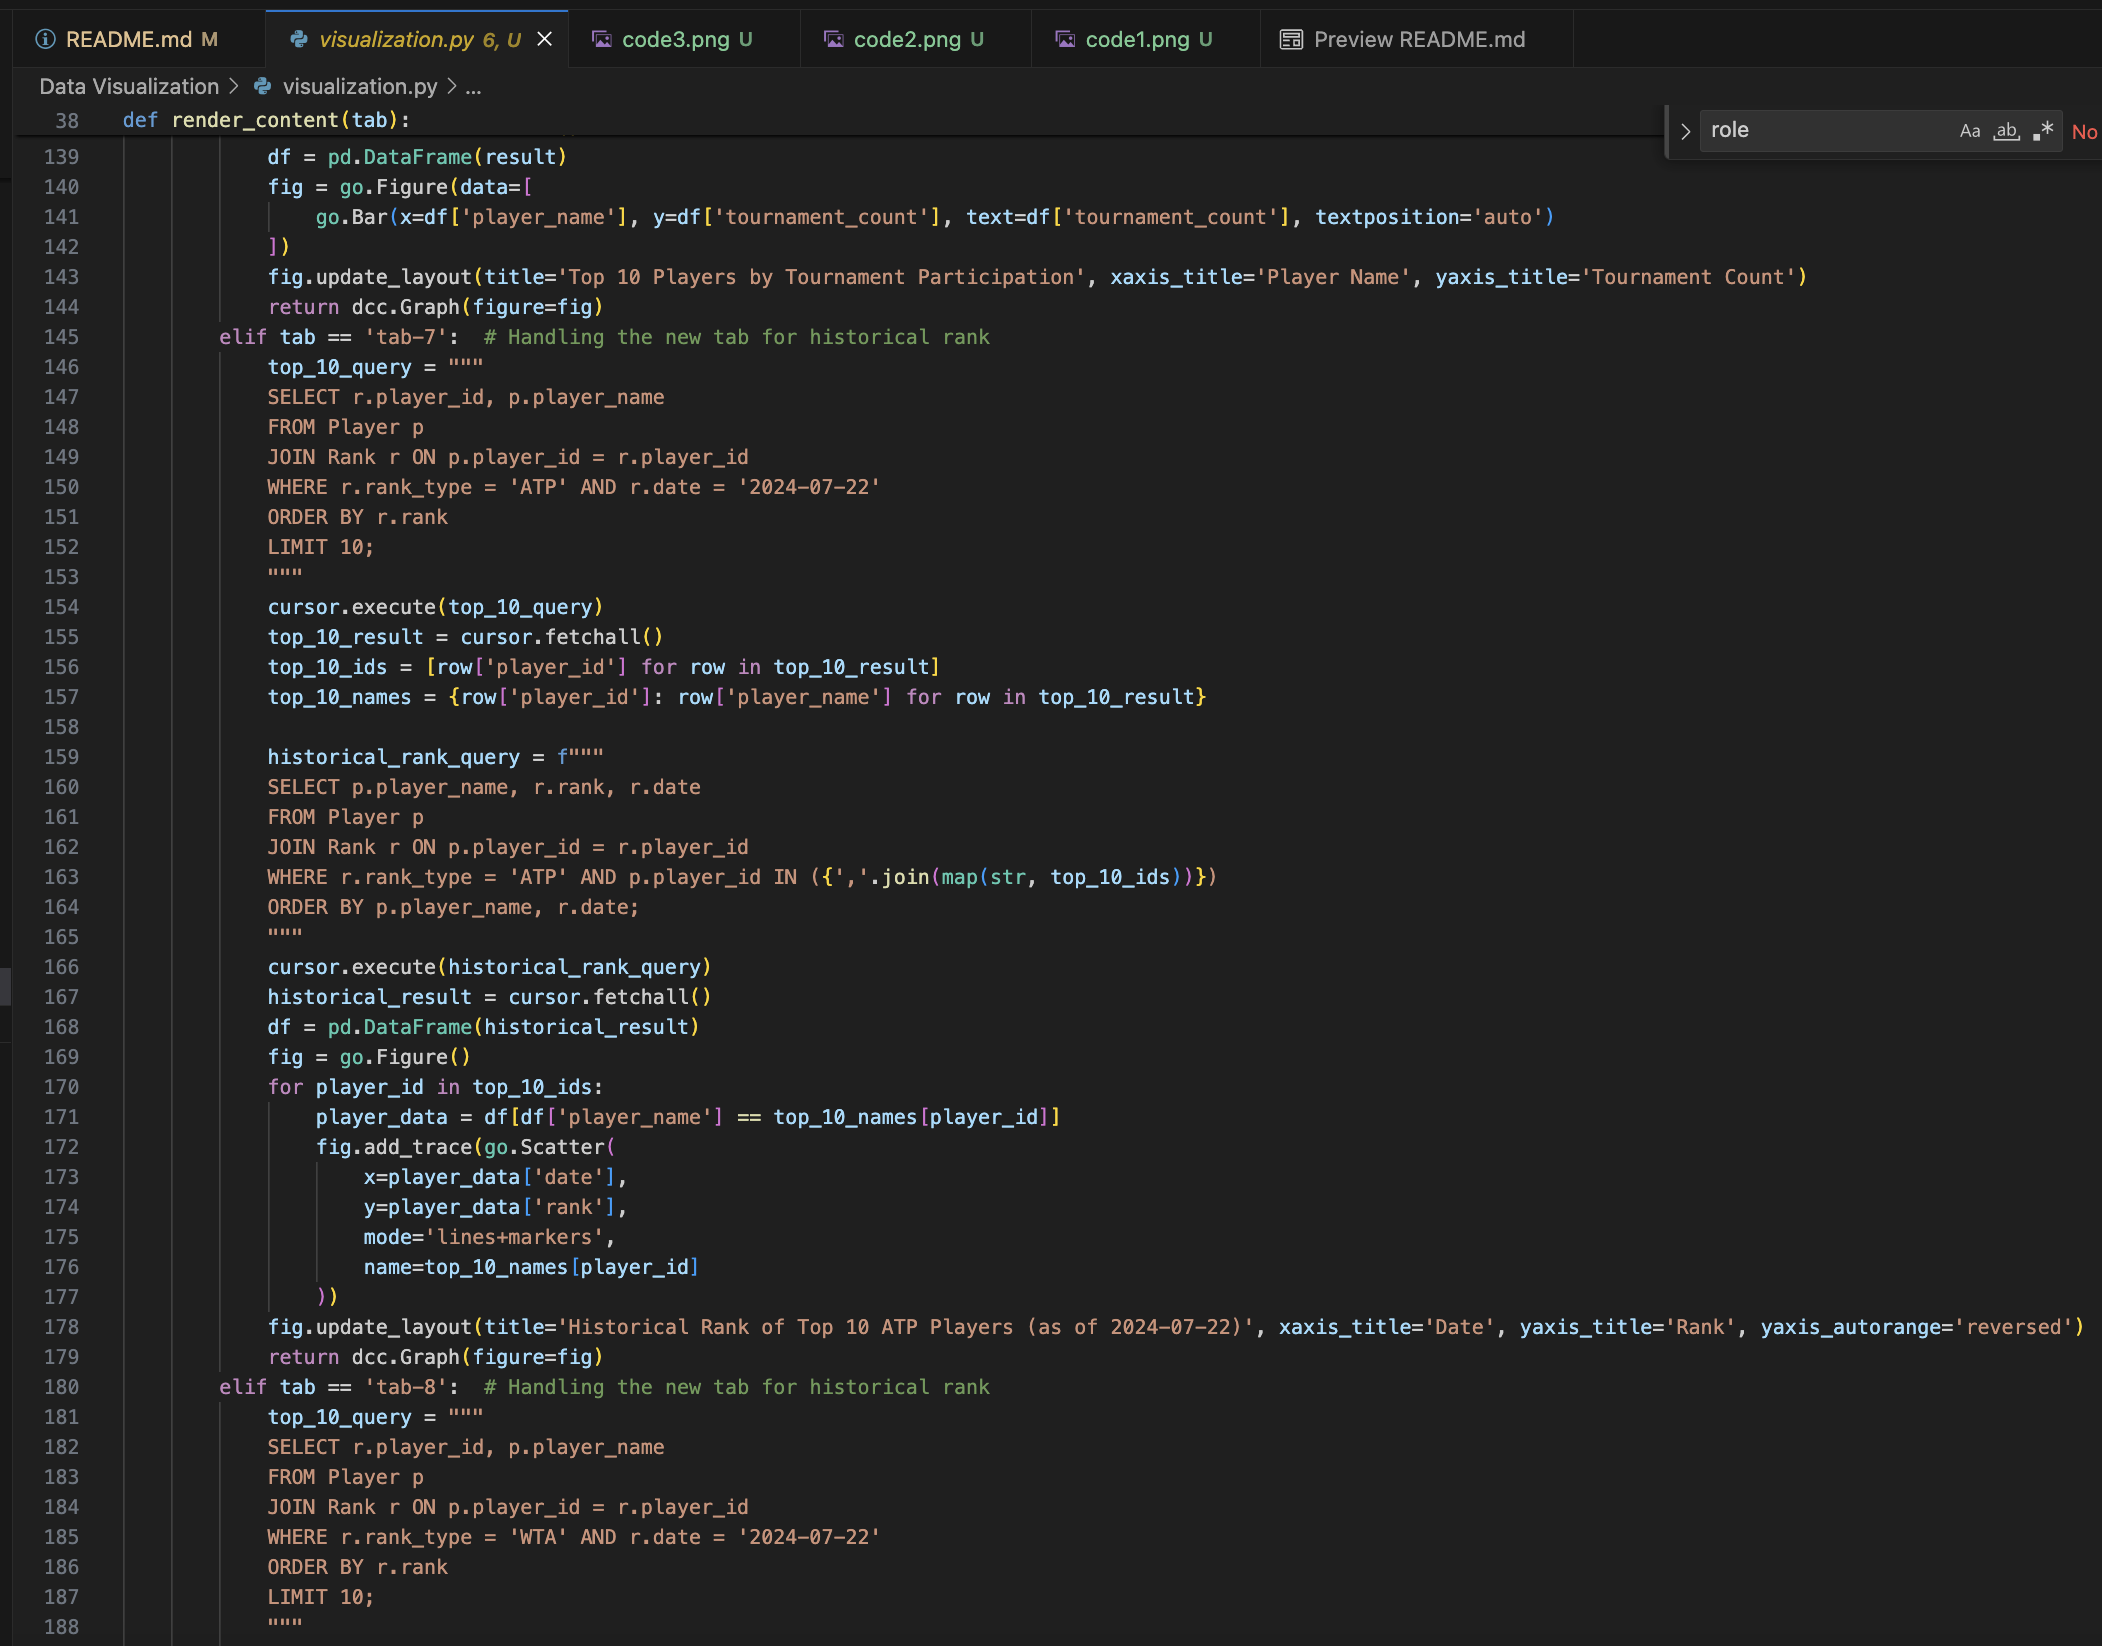 README.md M
visualization.py 6, U
code3.png U
code2.png U
code1.png U
Preview README.md
Data Visualization > visualization.py > ...
38 def render_content(tab):
role Aa ab .* No
139 df = pd.DataFrame(result)
140 fig = go.Figure(data=[
141 go.Bar(x=df['player_name'], y=df['tournament_count'], text=df['tournament_count'], textposition='auto')
142 ])
143 fig.update_layout(title='Top 10 Players by Tournament Participation', xaxis_title='Player Name', yaxis_title='Tournament Count')
144 return dcc.Graph(figure=fig)
145 elif tab == 'tab-7':  # Handling the new tab for historical rank
146 top_10_query = """
147 SELECT r.player_id, p.player_name
148 FROM Player p
149 JOIN Rank r ON p.player_id = r.player_id
150 WHERE r.rank_type = 'ATP' AND r.date = '2024-07-22'
151 ORDER BY r.rank
152 LIMIT 10;
153 """
154 cursor.execute(top_10_query)
155 top_10_result = cursor.fetchall()
156 top_10_ids = [row['player_id'] for row in top_10_result]
157 top_10_names = {row['player_id']: row['player_name'] for row in top_10_result}
158
159 historical_rank_query = f"""
160 SELECT p.player_name, r.rank, r.date
161 FROM Player p
162 JOIN Rank r ON p.player_id = r.player_id
163 WHERE r.rank_type = 'ATP' AND p.player_id IN ({','.join(map(str, top_10_ids))})
164 ORDER BY p.player_name, r.date;
165 """
166 cursor.execute(historical_rank_query)
167 historical_result = cursor.fetchall()
168 df = pd.DataFrame(historical_result)
169 fig = go.Figure()
170 for player_id in top_10_ids:
171 player_data = df[df['player_name'] == top_10_names[player_id]]
172 fig.add_trace(go.Scatter(
173 x=player_data['date'],
174 y=player_data['rank'],
175 mode='lines+markers',
176 name=top_10_names[player_id]
177 ))
178 fig.update_layout(title='Historical Rank of Top 10 ATP Players (as of 2024-07-22)', xaxis_title='Date', yaxis_title='Rank', yaxis_autorange='reversed')
179 return dcc.Graph(figure=fig)
180 elif tab == 'tab-8':  # Handling the new tab for historical rank
181 top_10_query = """
182 SELECT r.player_id, p.player_name
183 FROM Player p
184 JOIN Rank r ON p.player_id = r.player_id
185 WHERE r.rank_type = 'WTA' AND r.date = '2024-07-22'
186 ORDER BY r.rank
187 LIMIT 10;
188 """